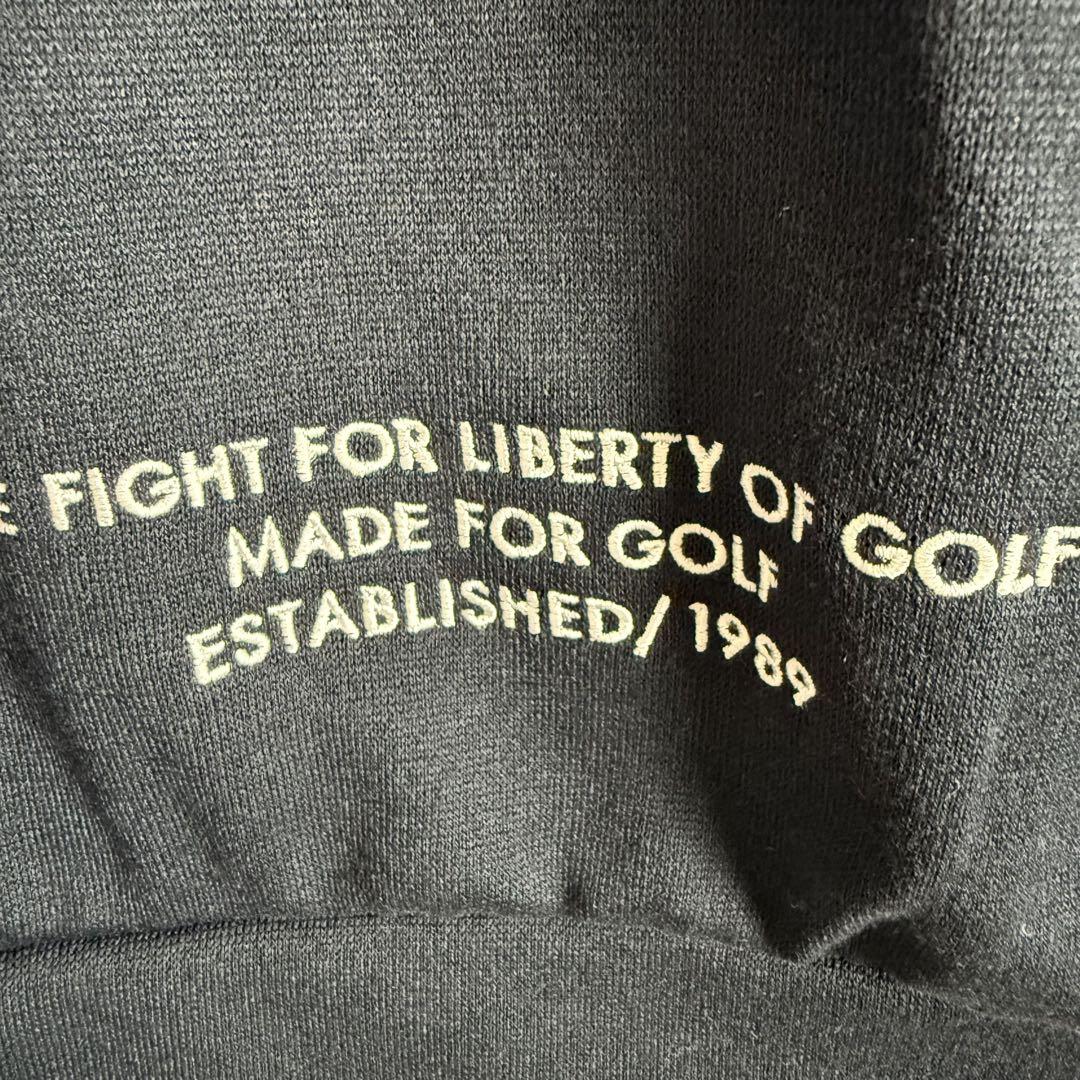 FIGHT FOR LIBERTY OF GOLF
MADE FOR GOLF
ESTABLISHED/ 1989